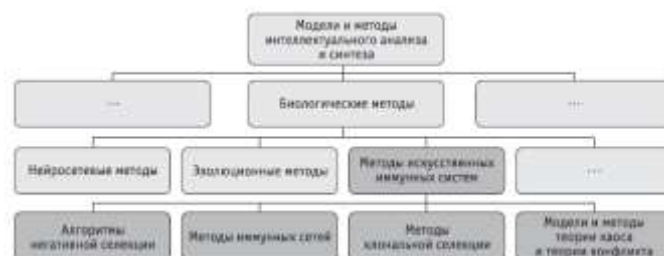 Модели и методы
интеллектуального анализа
и синтеза
...
Биологические методы
....
Нейросетевые методы
Эволюционные методы
Методы искусственных
иммунных систем
....
Алгоритмы
негативной селекции
Методы иммунных сетей
Методы
клональной селекции
Модели и методы
теории хаоса
и теории конфликта